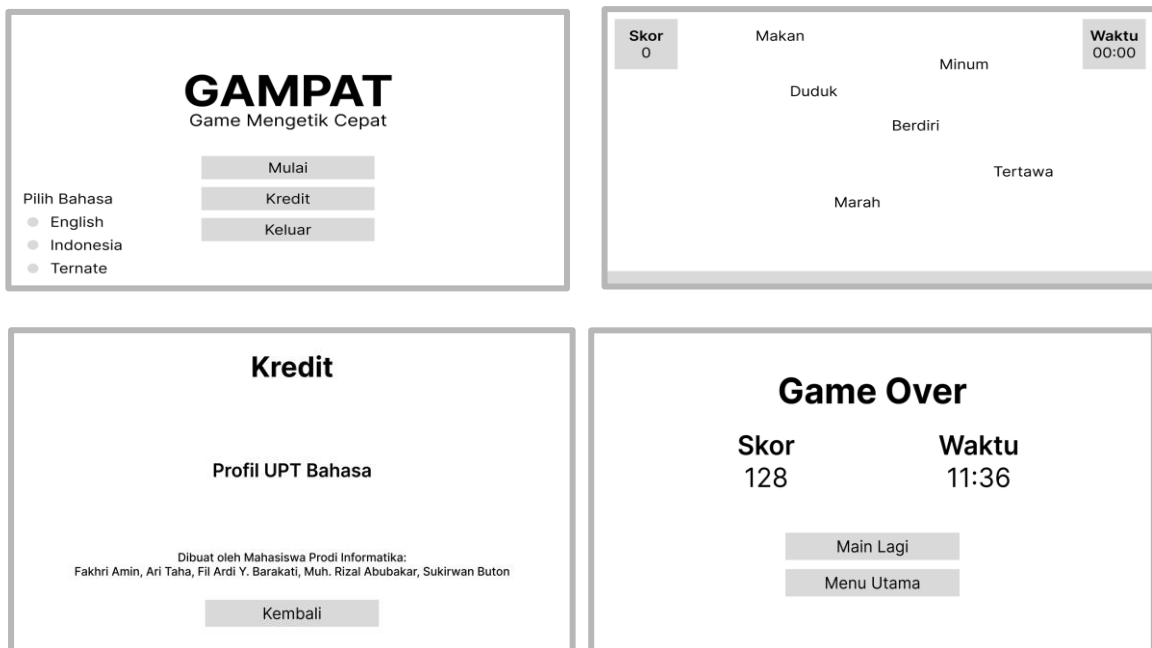 GAMPAT
Game Mengetik Cepat
Mulai
Kredit
Keluar
Pilih Bahasa
English
Indonesia
Ternate
Skor
0
Waktu
00:00
Makan
Minum
Duduk
Berdiri
Tertawa
Marah
Kredit
Profil UPT Bahasa
Dibuat oleh Mahasiswa Prodi Informatika:
Fakhri Amin, Ari Taha, Fil Ardi Y. Barakati, Muh. Rizal Abubakar, Sukirwan Buton
Kembali
Game Over
Skor
128
Waktu
11:36
Main Lagi
Menu Utama